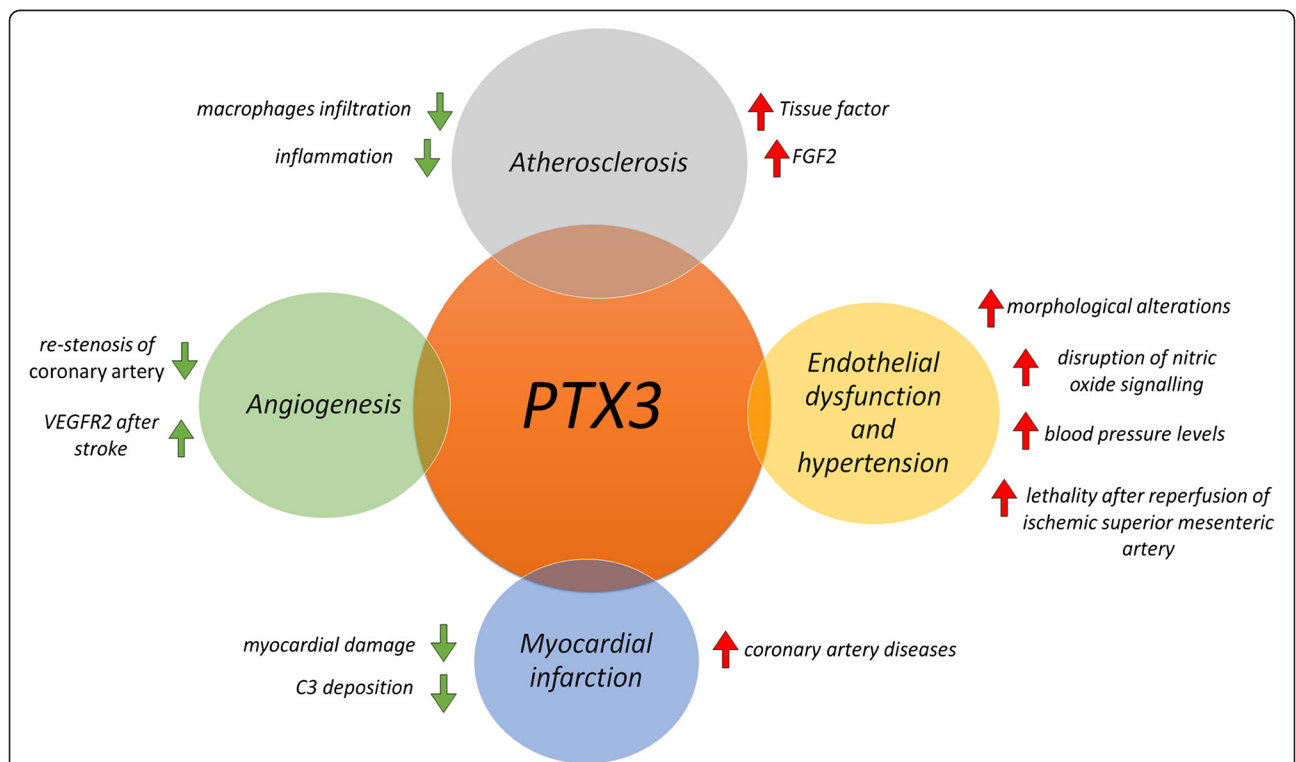 macrophages infiltration
inflammation
Atherosclerosis
Tissue factor
FGF2
re-stenosis of
coronary artery
VEGFR2 after
stroke
Angiogenesis
PTX3
Endothelial
dysfunction
and
hypertension
morphological alterations
disruption of nitric
oxide signalling
blood pressure levels
lethality after reperfusion of
ischemic superior mesenteric
artery
myocardial damage
C3 deposition
Myocardial
infarction
coronary artery diseases